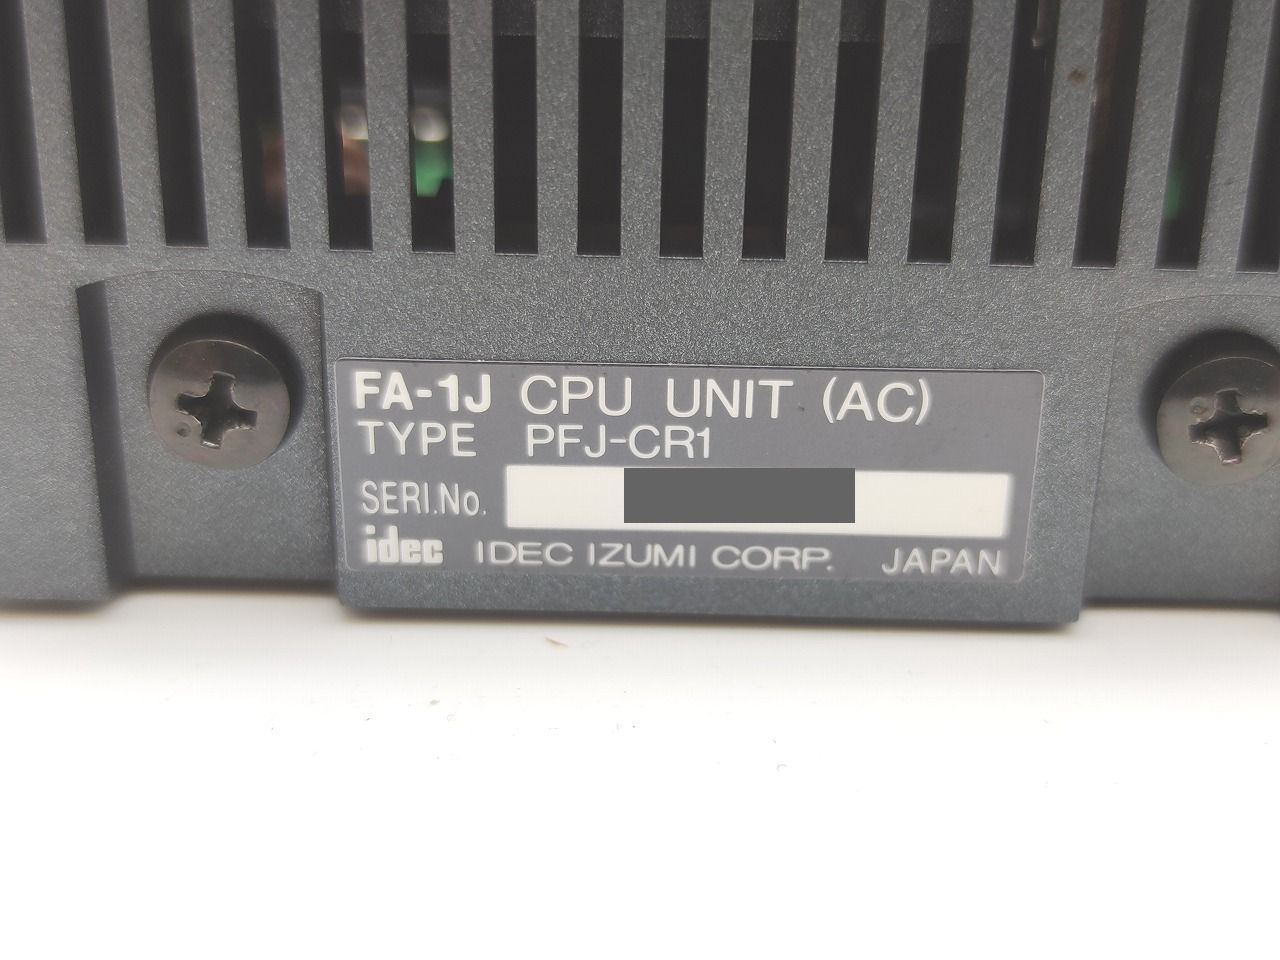 FA-1J CPU UNIT (AC)
TYPE PFJ-CR1
SERI.No.
idec IDEC IZUMI CORP. JAPAN